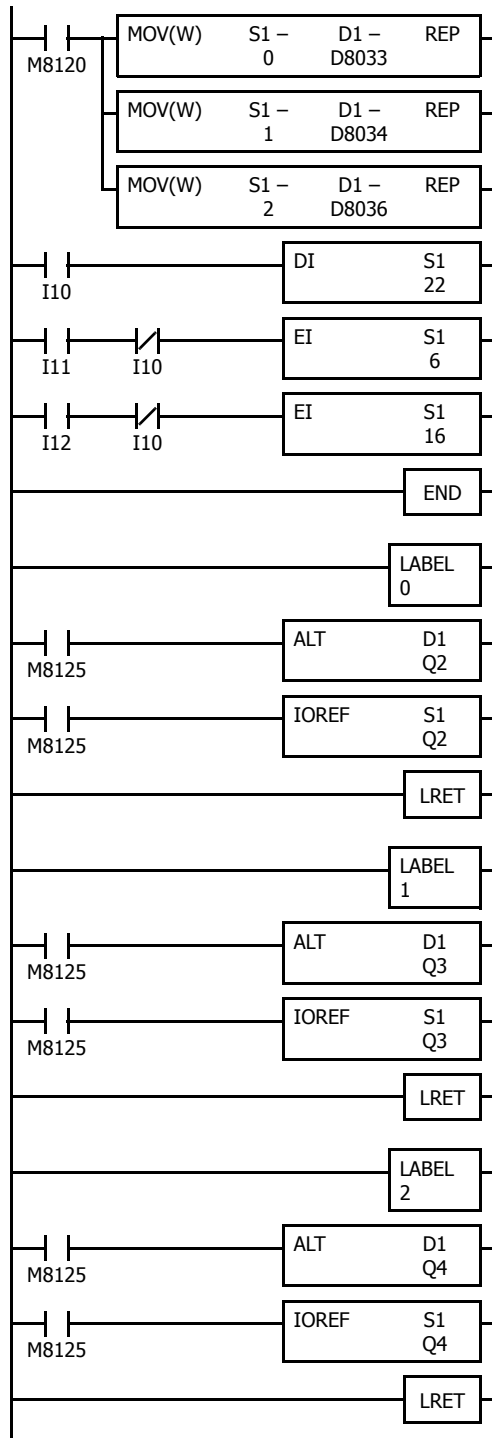 MOV(W) S1 – D1 – REP
0 D8033
M8120
MOV(W) S1 – D1 – REP
1 D8034
MOV(W) S1 – D1 – REP
2 D8036
DI S1
22
I10
EI S1
6
I11 I10
EI S1
16
I12 I10
END
LABEL
0
ALT D1
Q2
M8125
IOREF S1
Q2
M8125
LRET
LABEL
1
ALT D1
Q3
M8125
IOREF S1
Q3
M8125
LRET
LABEL
2
ALT D1
Q4
M8125
IOREF S1
Q4
M8125
LRET